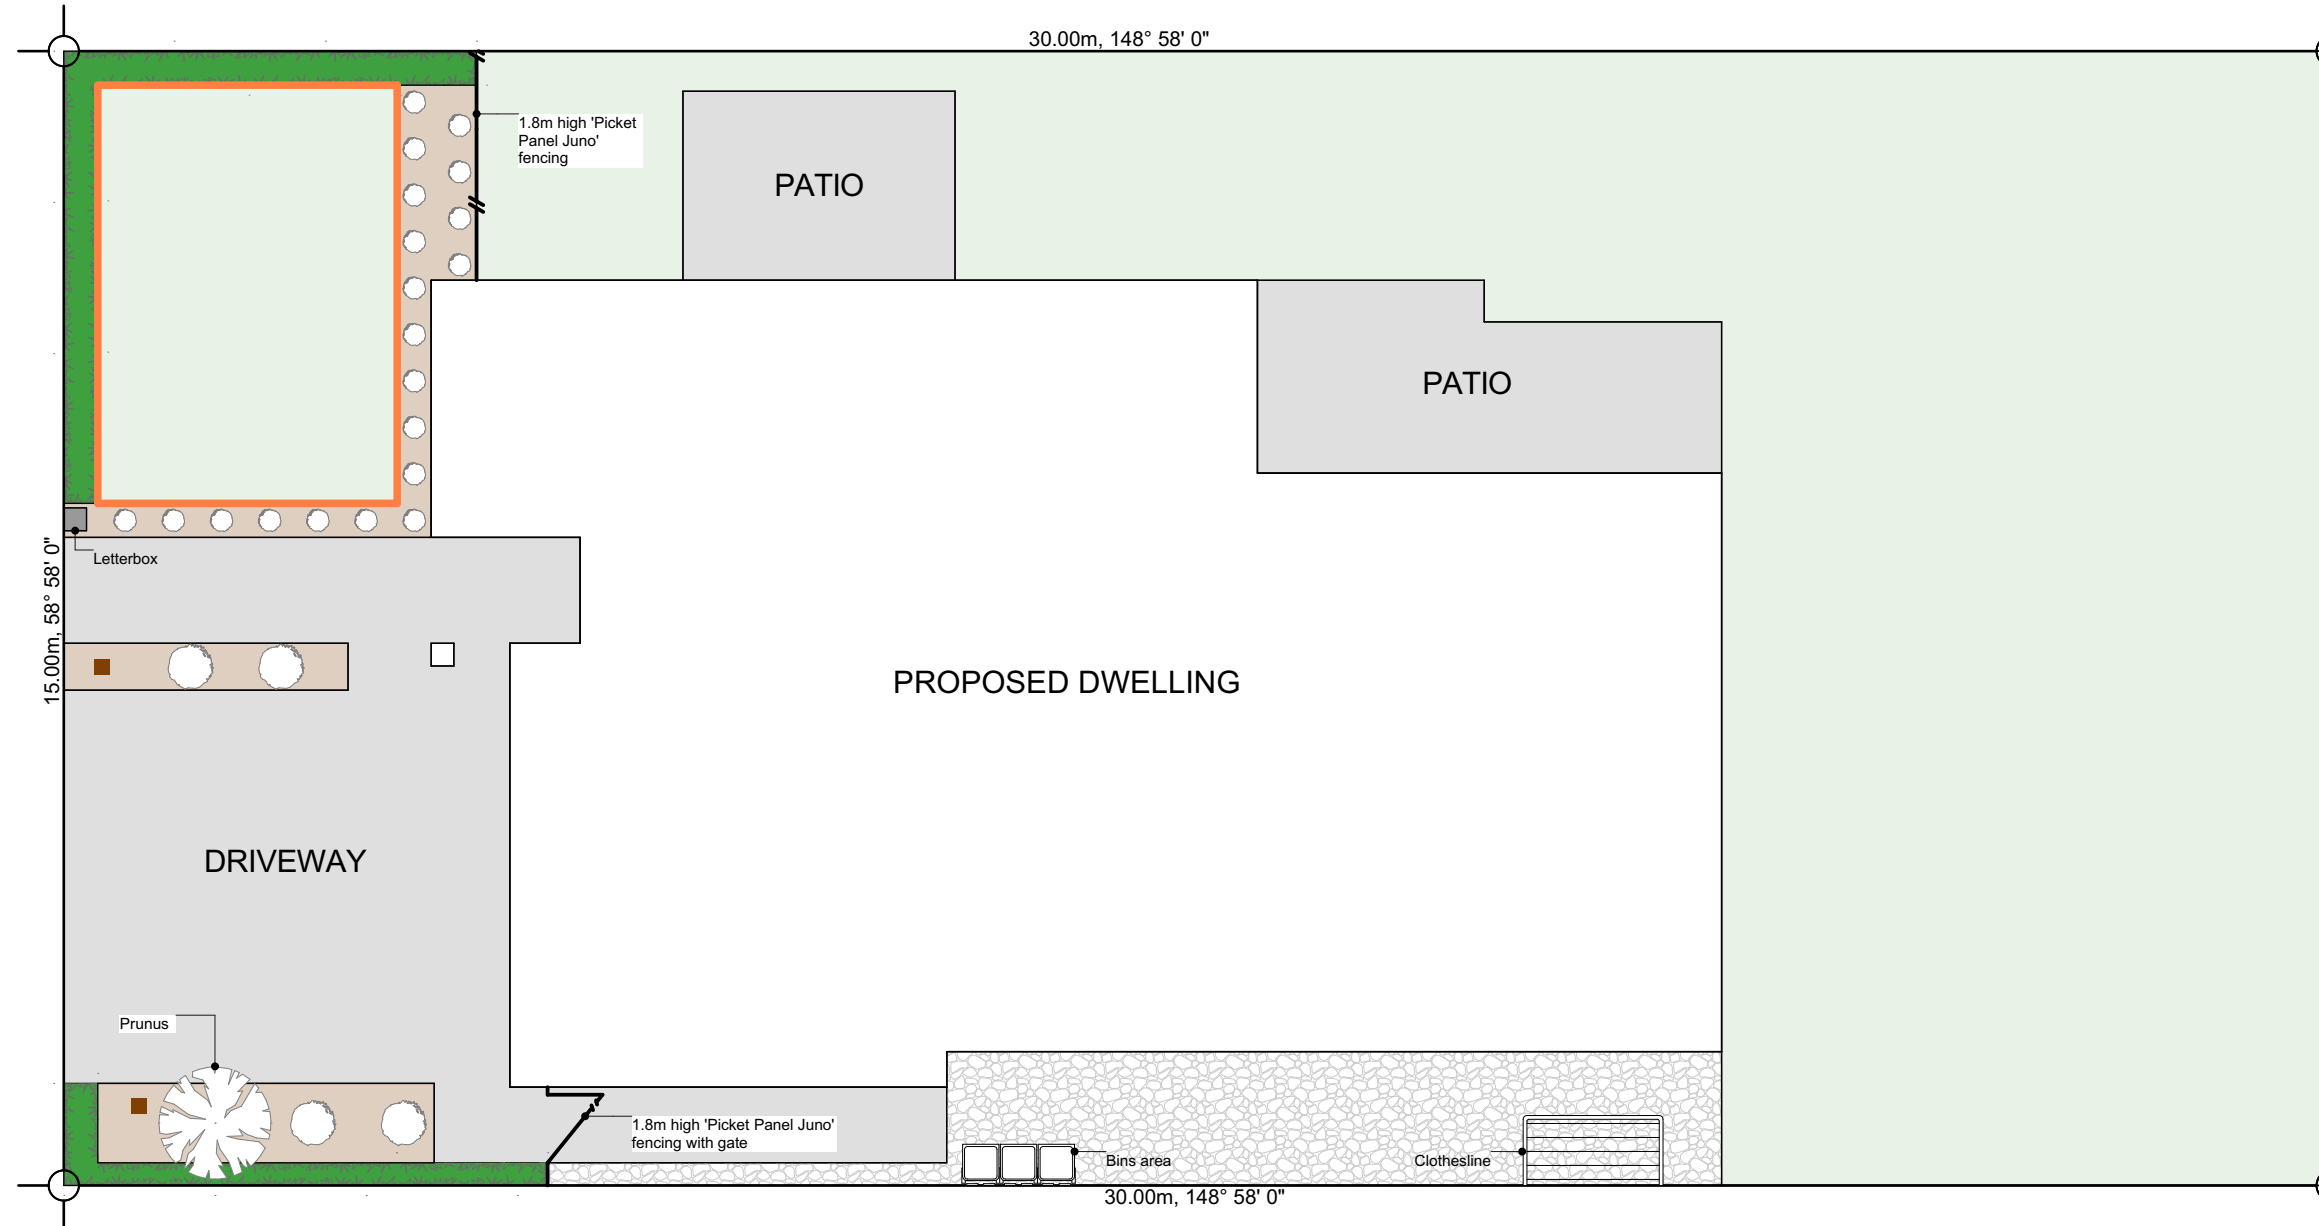 30.00m, 148° 58' 0"
1.8m high 'Picket
Panel Juno'
fencing
PATIO
PATIO
Letterbox
15.00m, 58° 58' 0"
PROPOSED DWELLING
DRIVEWAY
Prunus
1.8m high 'Picket Panel Juno'
fencing with gate
Bins area
Clothesline
30.00m, 148° 58' 0"